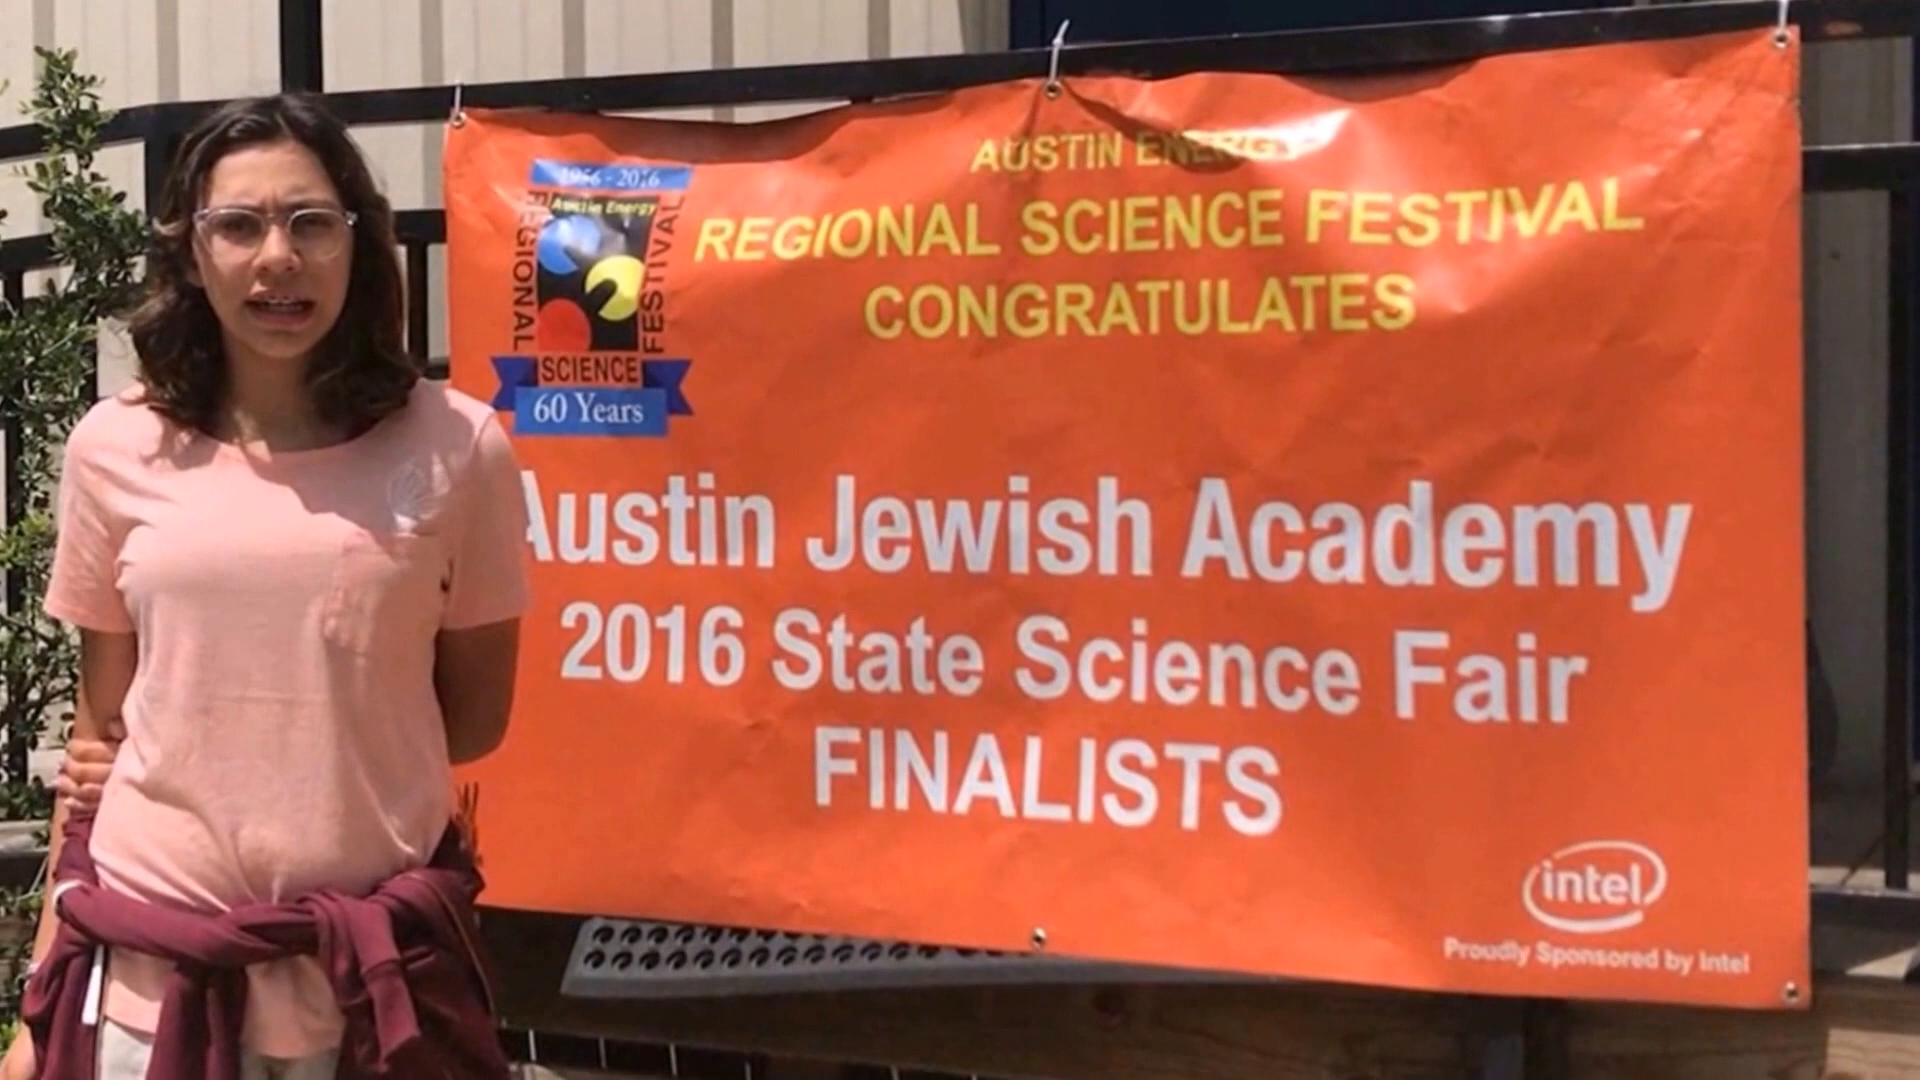 1956 - 2016
Austin Energy
REGIONAL
SCIENCE
FESTIVAL
60 Years
AUSTIN ENERGY
REGIONAL SCIENCE FESTIVAL
CONGRATULATES
Austin Jewish Academy
2016 State Science Fair
FINALISTS
intel
Proudly Sponsored by Intel